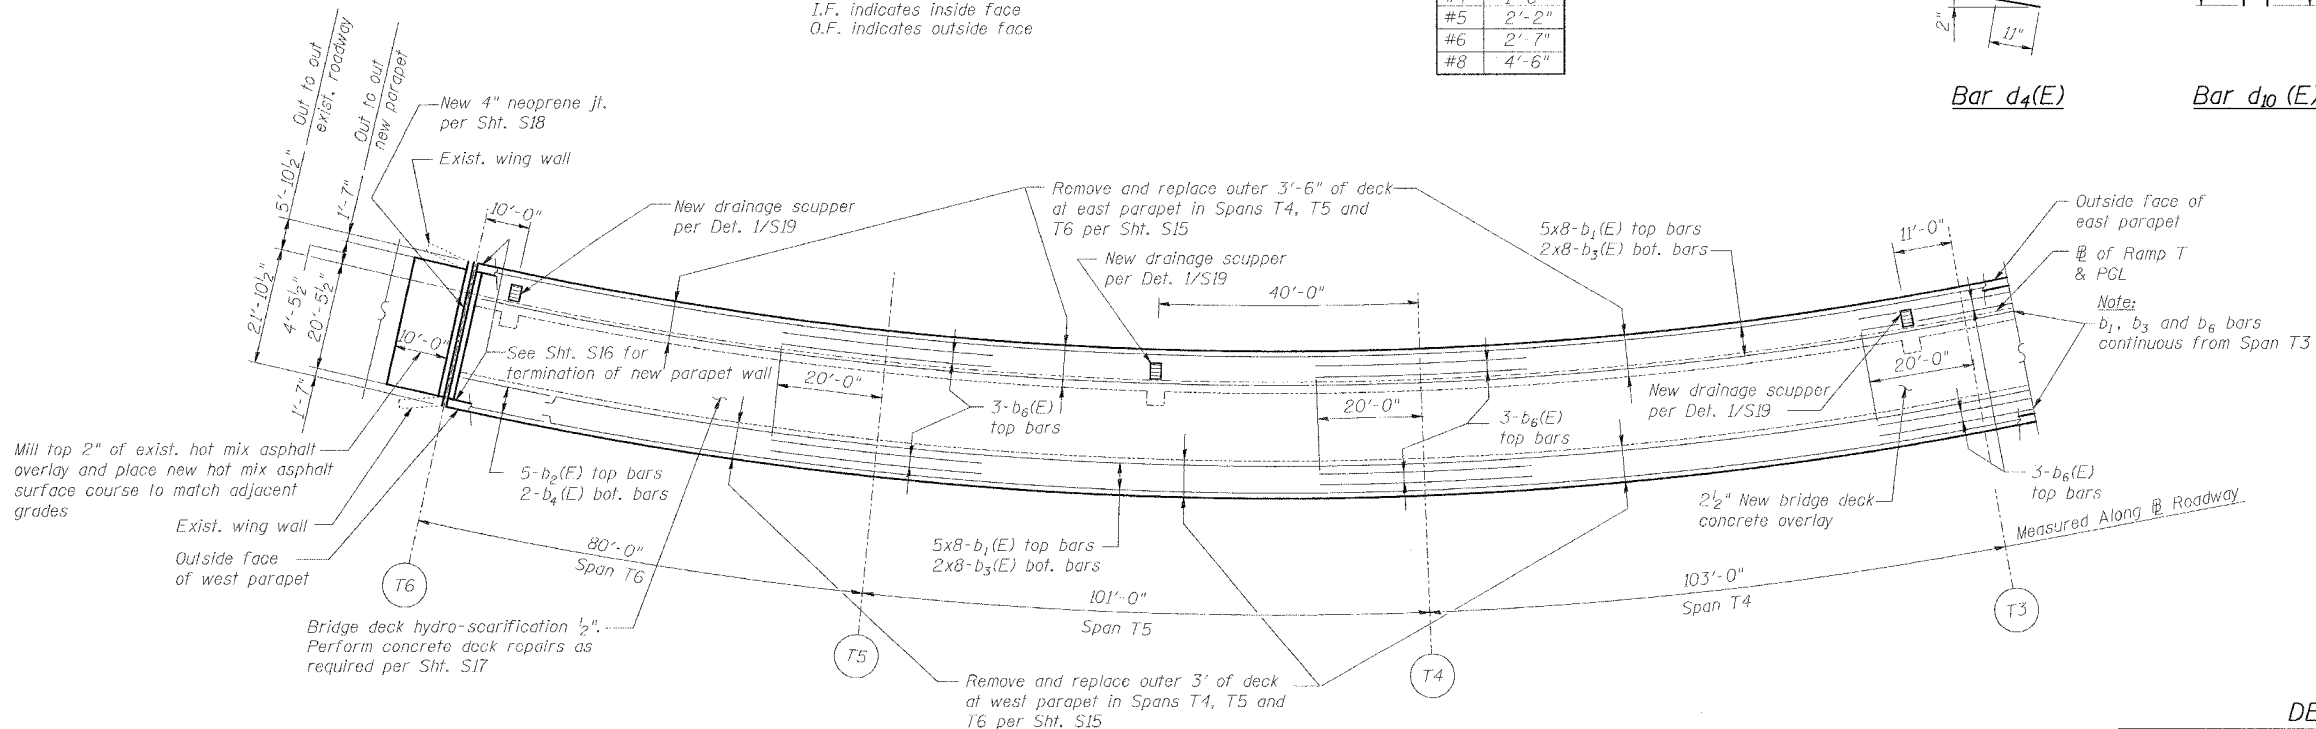 I.F. indicates inside face
O.F. indicates outside face
#5 2'-2"
#6 2'-7"
#8 4'-6"
2"
11"
Bar d4(E)
Bar d10 (E)
Out to out
exist. roadway
Out to out
new parapet
5'-10½"
1'-7"
21'-10½"
4'-5½"
20'-5½"
1'-7"
New 4" neoprene jt.
per Sht. S18
Exist. wing wall
10'-0"
New drainage scupper
per Det. 1/S19
Remove and replace outer 3'-6" of deck
at east parapet in Spans T4, T5 and
T6 per Sht. S15
New drainage scupper
per Det. 1/S19
40'-0"
5x8-b1(E) top bars
2x8-b3(E) bot. bars
11'-0"
Outside face of
east parapet
℄ of Ramp T
& PGL
Note:
b1, b3 and b6 bars
continuous from Span T3
10'-0"
See Sht. S16 for
termination of new parapet wall
20'-0"
3-b6(E)
top bars
20'-0"
3-b6(E)
top bars
New drainage scupper
per Det. 1/S19
20'-0"
Mill top 2" of exist. hot mix asphalt
overlay and place new hot mix asphalt
surface course to match adjacent
grades
5-b2(E) top bars
2-b4(E) bot. bars
Exist. wing wall
Outside face
of west parapet
5x8-b1(E) top bars
2x8-b3(E) bot. bars
2½" New bridge deck
concrete overlay
3-b6(E)
top bars
Measured Along ℄ Roadway
80'-0"
Span T6
101'-0"
Span T5
103'-0"
Span T4
T6
T5
T4
T3
Bridge deck hydro-scarification ½".
Perform concrete deck repairs as
required per Sht. S17
Remove and replace outer 3' of deck
at west parapet in Spans T4, T5 and
T6 per Sht. S15
DE